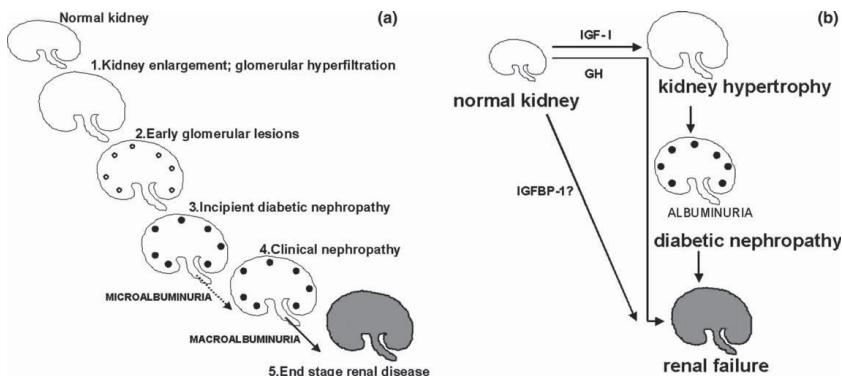 (a)
Normal kidney
1.Kidney enlargement; glomerular hyperfiltration
2.Early glomerular lesions
3.Incipient diabetic nephropathy
4.Clinical nephropathy
MICROALBUMINURIA
MACROALBUMINURIA
5.End stage renal disease
(b)
IGF-I
GH
normal kidney
kidney hypertrophy
IGFBP-1?
ALBUMINURIA
diabetic nephropathy
renal failure